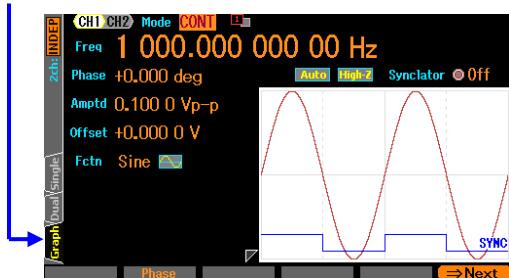 CH1 CH2 Mode CONT 1
2ch: INDEP
Freq 1 000.000 000 00 Hz
Phase +0.000 deg
Auto High-Z Synclator Off
Amptd 0.100 0 Vp-p
Offset +0.000 0 V
Fctn Sine
Single
Dual
Graph
SYNC
Phase
⇒Next